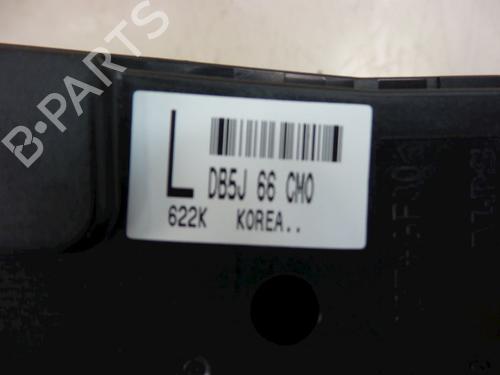 B-PARTS
L
DB5J 66 CM0
622K KOREA..